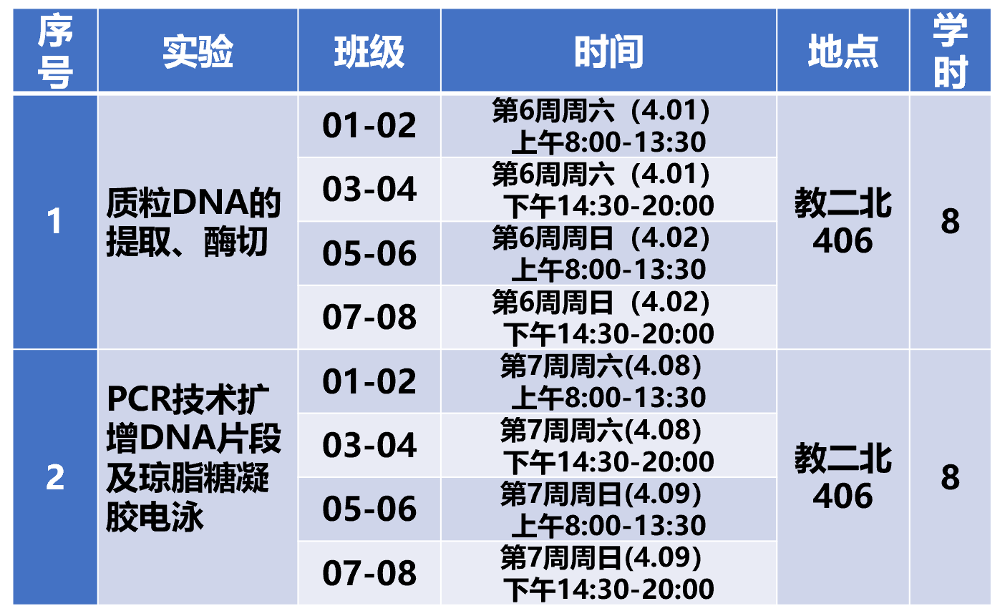 序
号
实验
班级
时间
地点
学
时
1
质粒DNA的
提取、酶切
01-02
第6周周六（4.01）
上午8:00-13:30
03-04
第6周周六（4.01）
下午14:30-20:00
05-06
第6周周日（4.02）
上午8:00-13:30
07-08
第6周周日（4.02）
下午14:30-20:00
教二北
406
8
2
PCR技术扩
增DNA片段
及琼脂糖凝
胶电泳
01-02
第7周周六(4.08)
上午8:00-13:30
03-04
第7周周六(4.08)
下午14:30-20:00
05-06
第7周周日(4.09)
上午8:00-13:30
07-08
第7周周日(4.09)
下午14:30-20:00
教二北
406
8